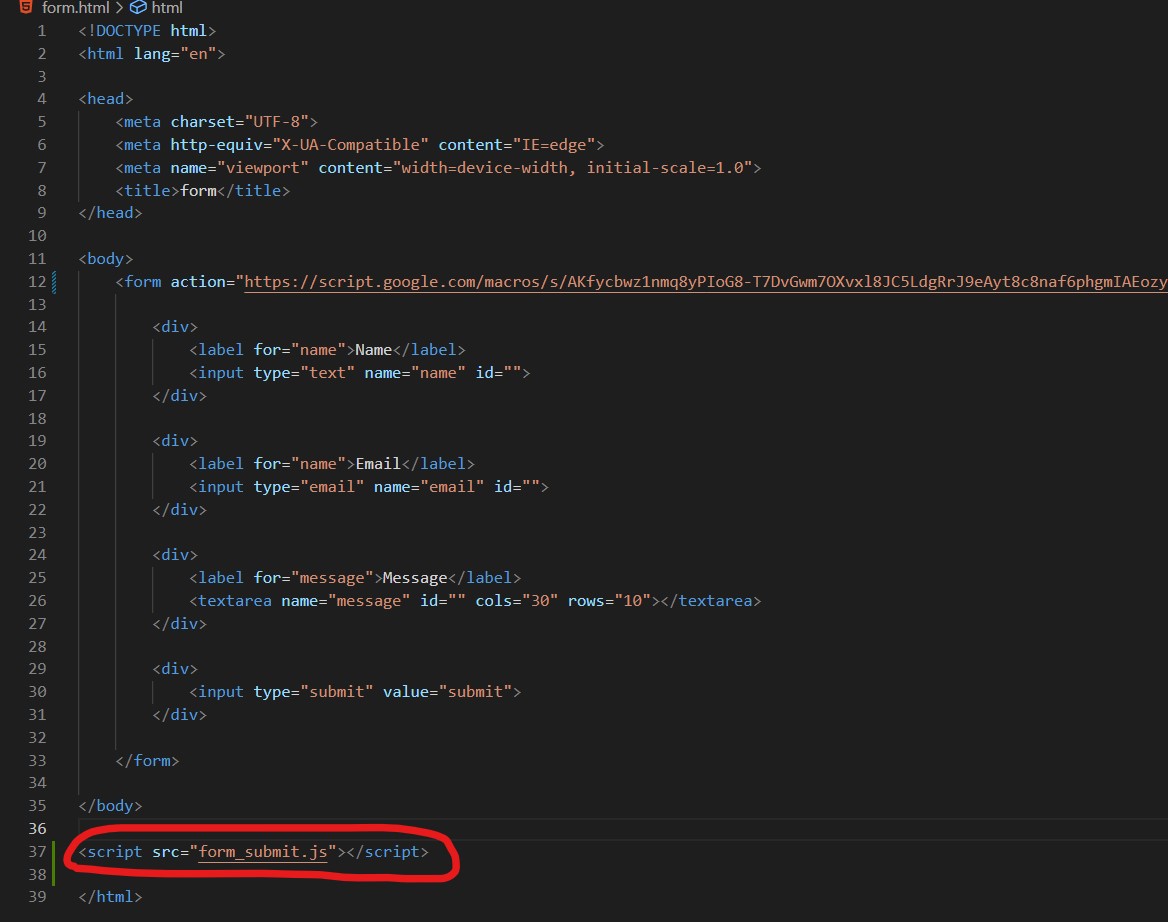 form.html > html
1 <!DOCTYPE html>
2 <html lang="en">
3
4 <head>
5     <meta charset="UTF-8">
6     <meta http-equiv="X-UA-Compatible" content="IE=edge">
7     <meta name="viewport" content="width=device-width, initial-scale=1.0">
8     <title>form</title>
9 </head>
10
11 <body>
12     <form action="https://script.google.com/macros/s/AKfycbwz1nmq8yPIoG8-T7DvGwm7OXvxl8JC5LdgRrJ9eAyt8c8naf6phgmIAEozy
13
14         <div>
15             <label for="name">Name</label>
16             <input type="text" name="name" id="">
17         </div>
18
19         <div>
20             <label for="name">Email</label>
21             <input type="email" name="email" id="">
22         </div>
23
24         <div>
25             <label for="message">Message</label>
26             <textarea name="message" id="" cols="30" rows="10"></textarea>
27         </div>
28
29         <div>
30             <input type="submit" value="submit">
31         </div>
32
33     </form>
34
35 </body>
36
37 <script src="form_submit.js"></script>
38
39 </html>